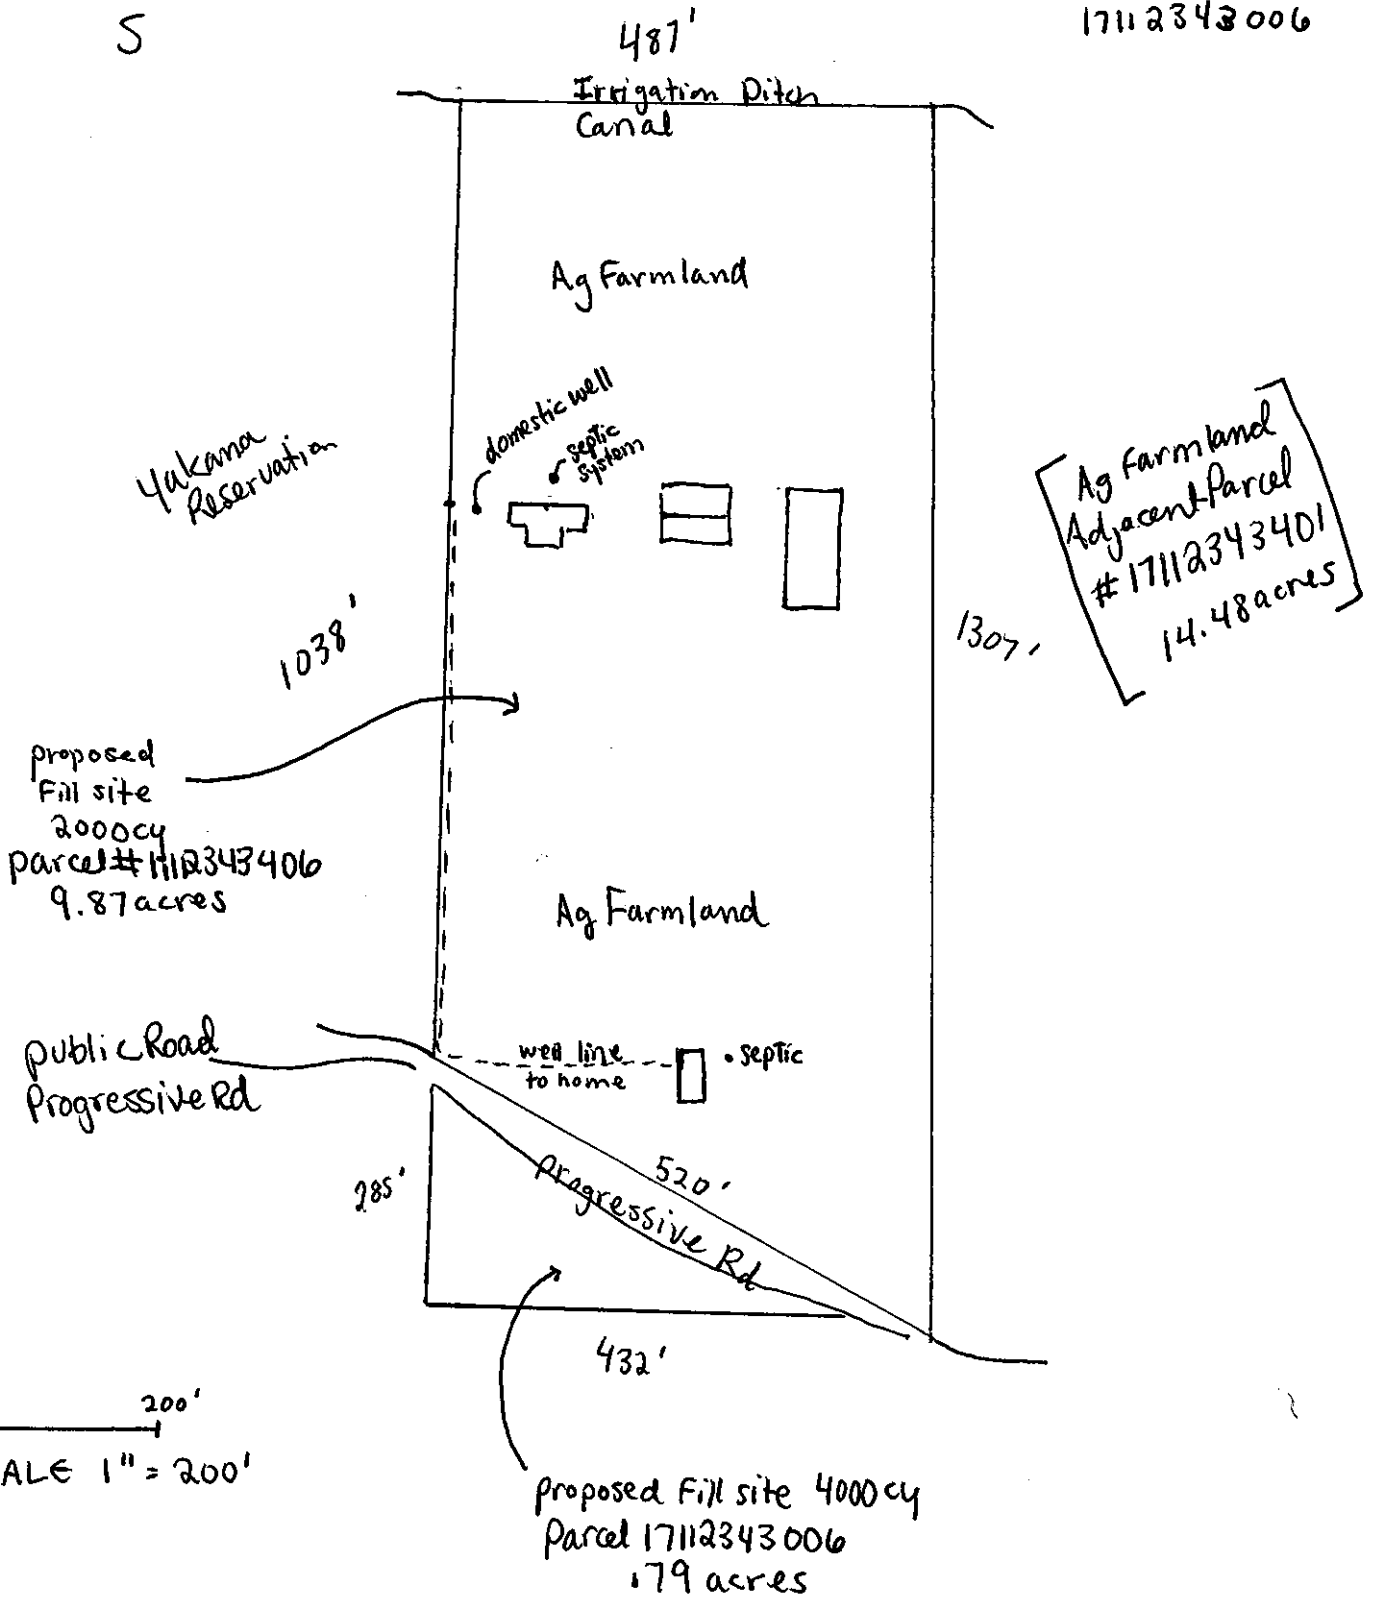 S
487'
17112343006
Irrigation Ditch
Canal
Ag Farmland
domestic well
septic
system
Yakana
Reservation
Ag Farmland
Adjacent Parcel
# 17112343401
14.48 acres
1038'
1307'
proposed
Fill site
2000cy
parcel# 17112343406
9.87 acres
Ag Farmland
public Road
Progressive Rd
well line
to home
septic
285'
520'
Progressive Rd
432'
200'
ALE 1" = 200'
proposed Fill site 4000 cy
Parcel 17112343006
.79 acres